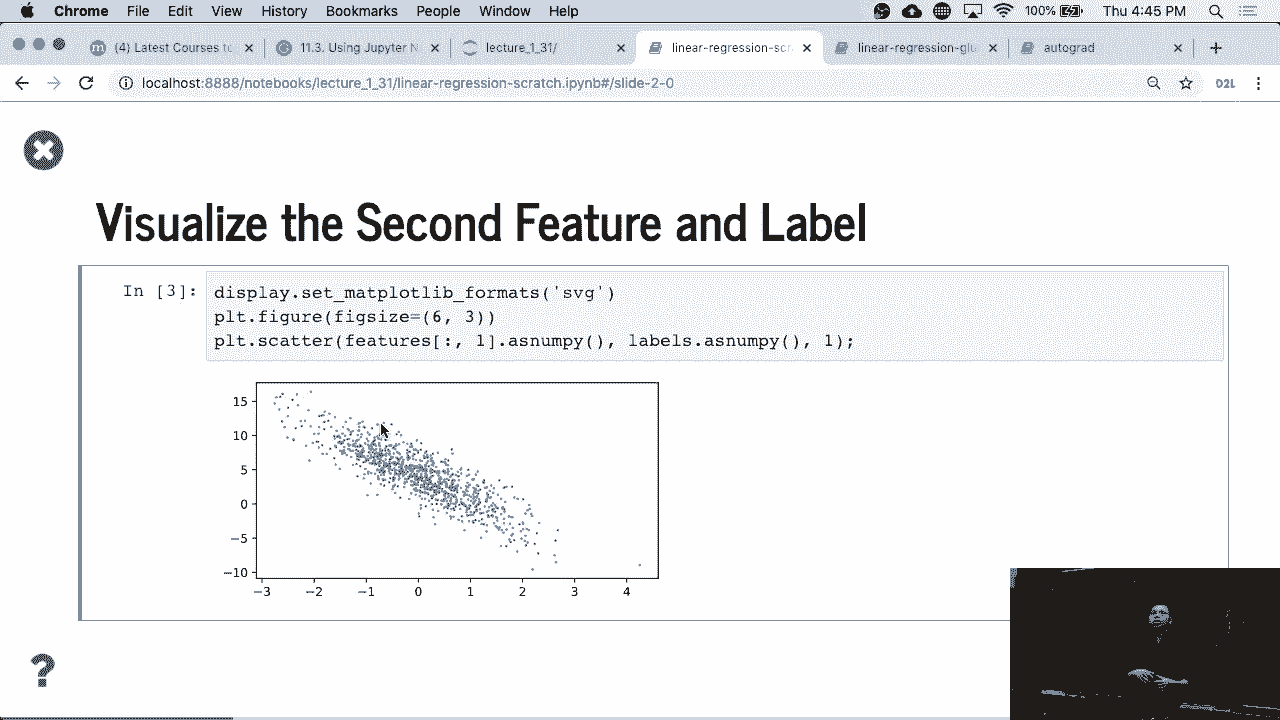 Chrome File Edit View History Bookmarks People Window Help 100% Thu 4:45 PM
(4) Latest Courses to 11.3. Using Jupyter N lecture_1_31/ linear-regression-scr linear-regression-glu autograd
localhost:8888/notebooks/lecture_1_31/linear-regression-scratch.ipynb#/slide-2-0 D2L
Visualize the Second Feature and Label
In [3]: display.set_matplotlib_formats('svg')
plt.figure(figsize=(6, 3))
plt.scatter(features[:, 1].asnumpy(), labels.asnumpy(), 1);
15
10
5
0
−5
−10
−3 −2 −1 0 1 2 3 4
?